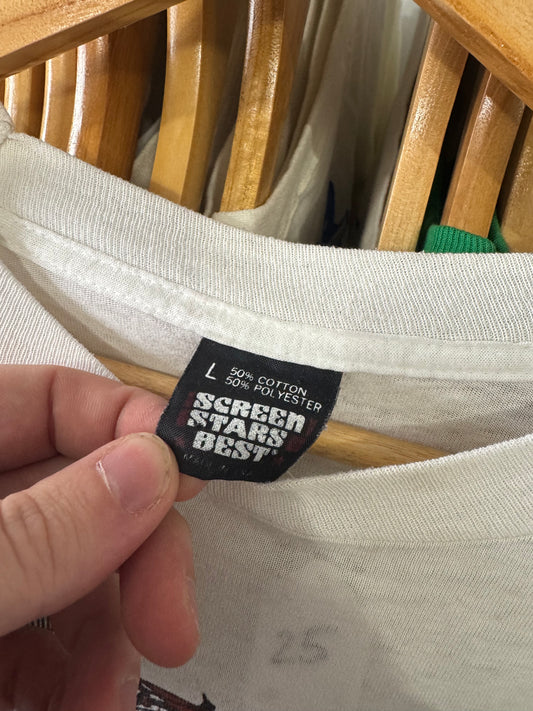 L 50% COTTON
50% POLYESTER
SCREEN
STARS
BEST
25